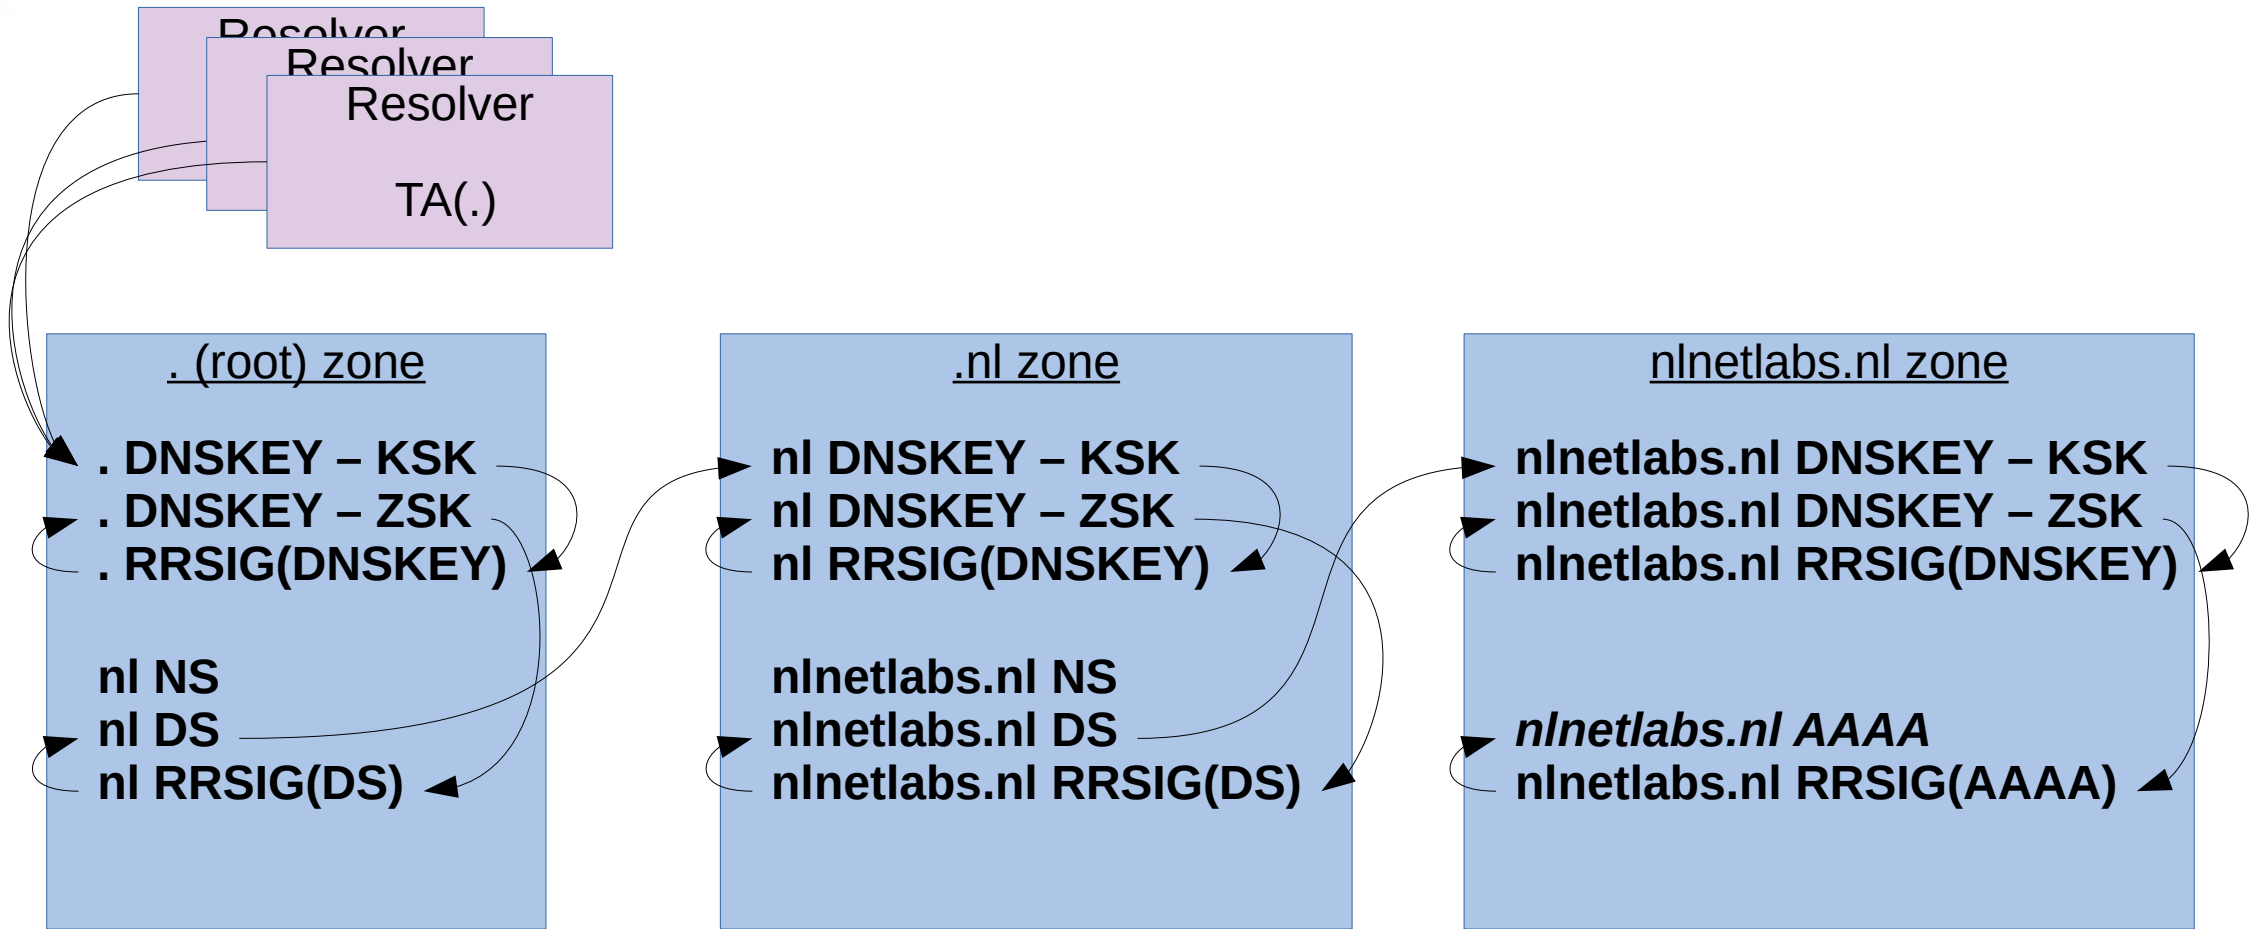 Resolver
Resolver
Resolver
TA(.)
. (root) zone
. DNSKEY – KSK
. DNSKEY – ZSK
. RRSIG(DNSKEY)
nl NS
nl DS
nl RRSIG(DS)
.nl zone
nl DNSKEY – KSK
nl DNSKEY – ZSK
nl RRSIG(DNSKEY)
nlnetlabs.nl NS
nlnetlabs.nl DS
nlnetlabs.nl RRSIG(DS)
nlnetlabs.nl zone
nlnetlabs.nl DNSKEY – KSK
nlnetlabs.nl DNSKEY – ZSK
nlnetlabs.nl RRSIG(DNSKEY)
nlnetlabs.nl AAAA
nlnetlabs.nl RRSIG(AAAA)